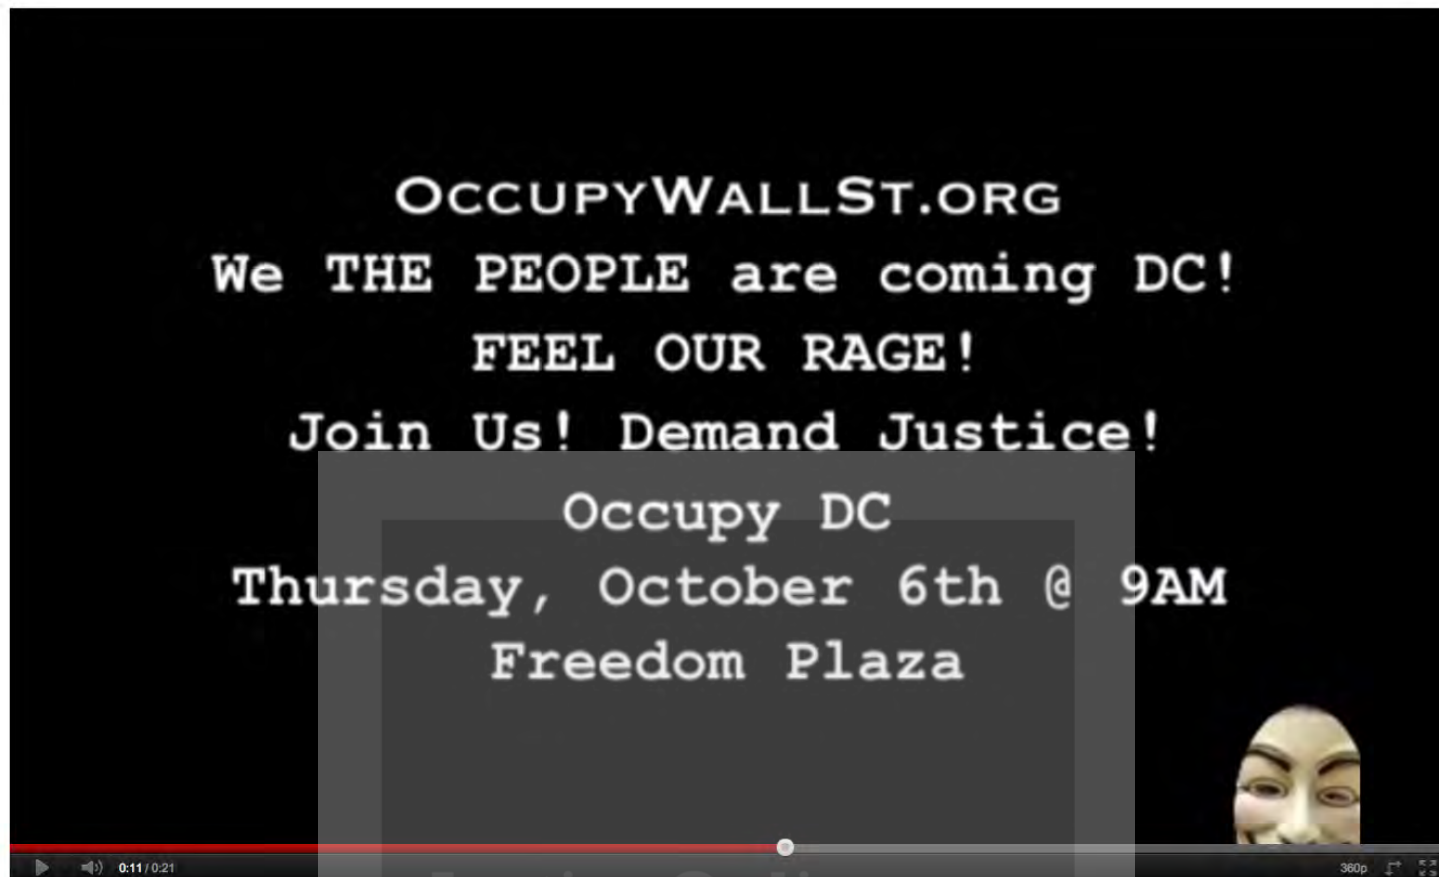 OCCUPYWALLST.ORG
We THE PEOPLE are coming DC!
FEEL OUR RAGE!
Join Us! Demand Justice!
Occupy DC
Thursday, October 6th @ 9AM
Freedom Plaza
0:11 / 0:21
360p